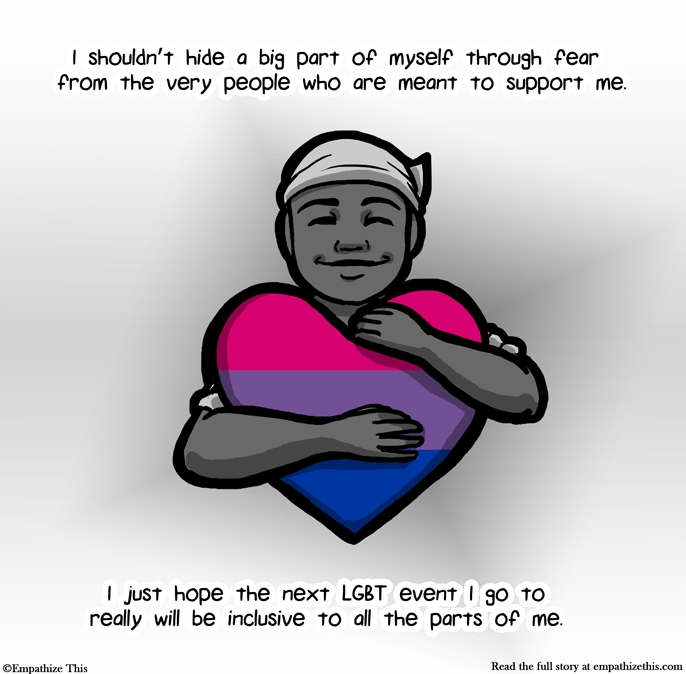 I shouldn't hide a big part of myself through fear
from the very people who are meant to support me.
I just hope the next LGBT event I go to
really will be inclusive to all the parts of me.
©Empathize This
Read the full story at empathizethis.com